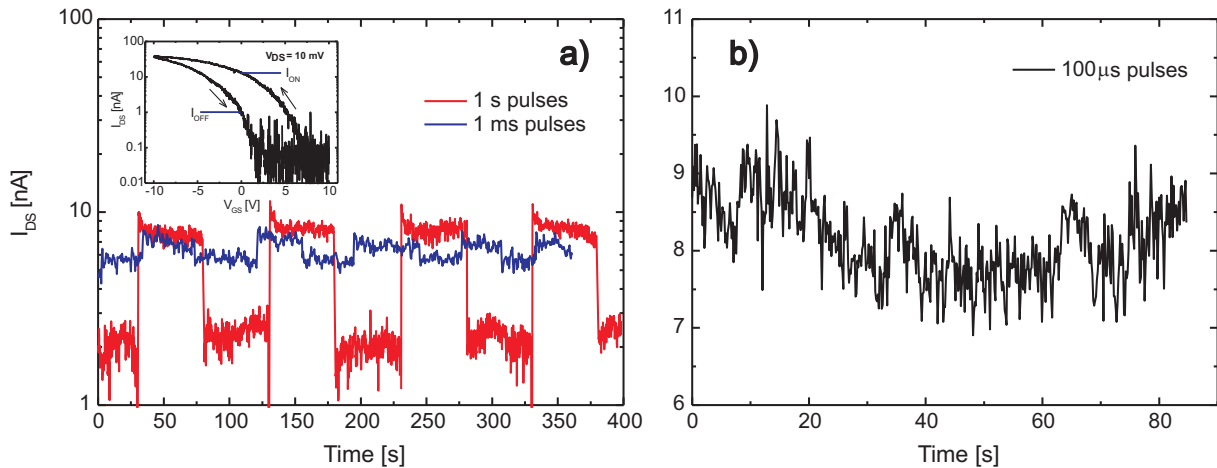 a)
100
10
1
I_DS [nA]
0 50 100 150 200 250 300 350 400
Time [s]
1 s pulses
1 ms pulses
V_DS = 10 mV
I_ON
I_OFF
100
10
1
0.1
0.01
I_DS [nA]
-10 -5 0 5 10
V_GS [V]
b)
100µs pulses
11
10
9
8
7
6
0 20 40 60 80
Time [s]